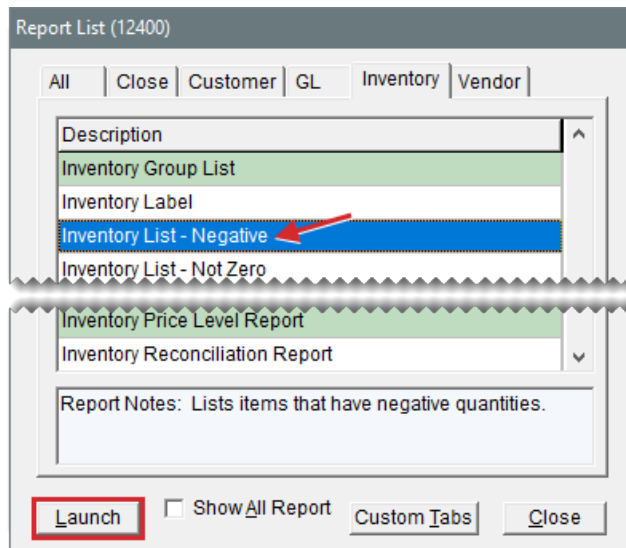 Report List (12400)
All Close Customer GL Inventory Vendor
Description
Inventory Group List
Inventory Label
Inventory List - Negative
Inventory List - Not Zero
Inventory Price Level Report
Inventory Reconciliation Report
Report Notes: Lists items that have negative quantities.
Launch Show All Report Custom Tabs Close